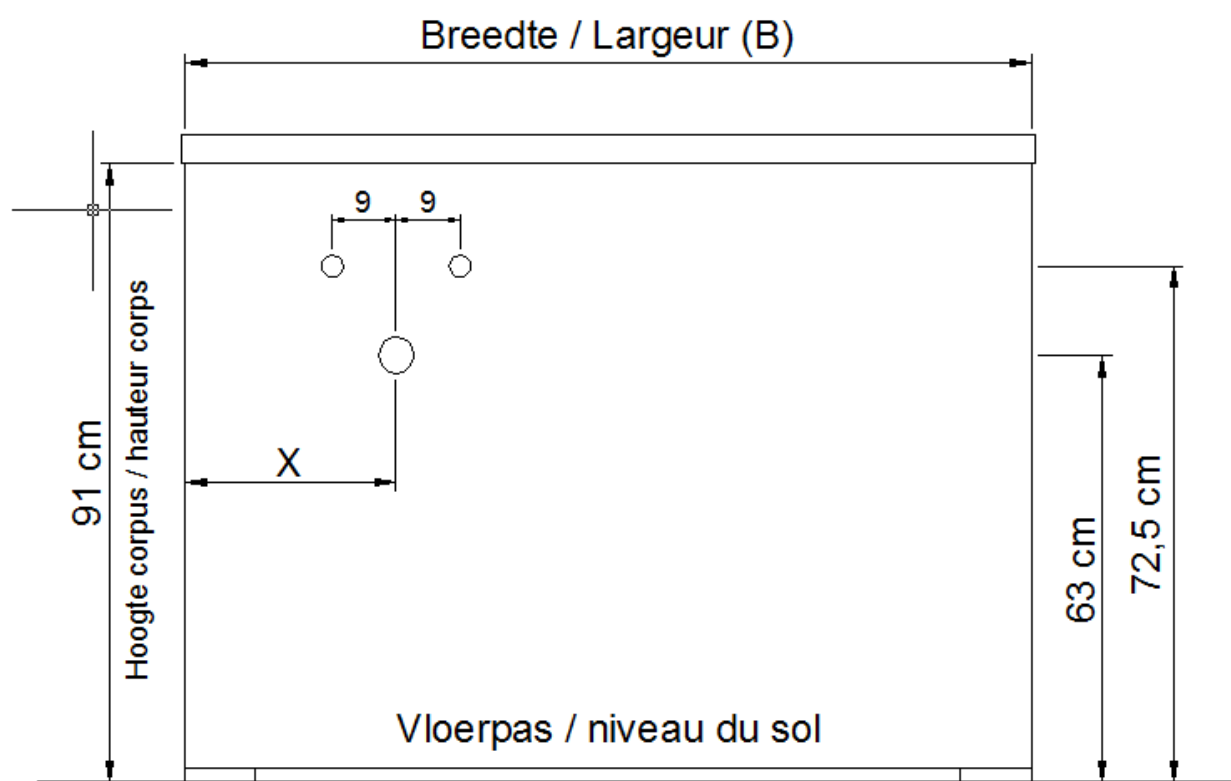 Breedte / Largeur (B)
9
9
91 cm
Hoogte corpus / hauteur corps
X
63 cm
72,5 cm
Vloerpas / niveau du sol